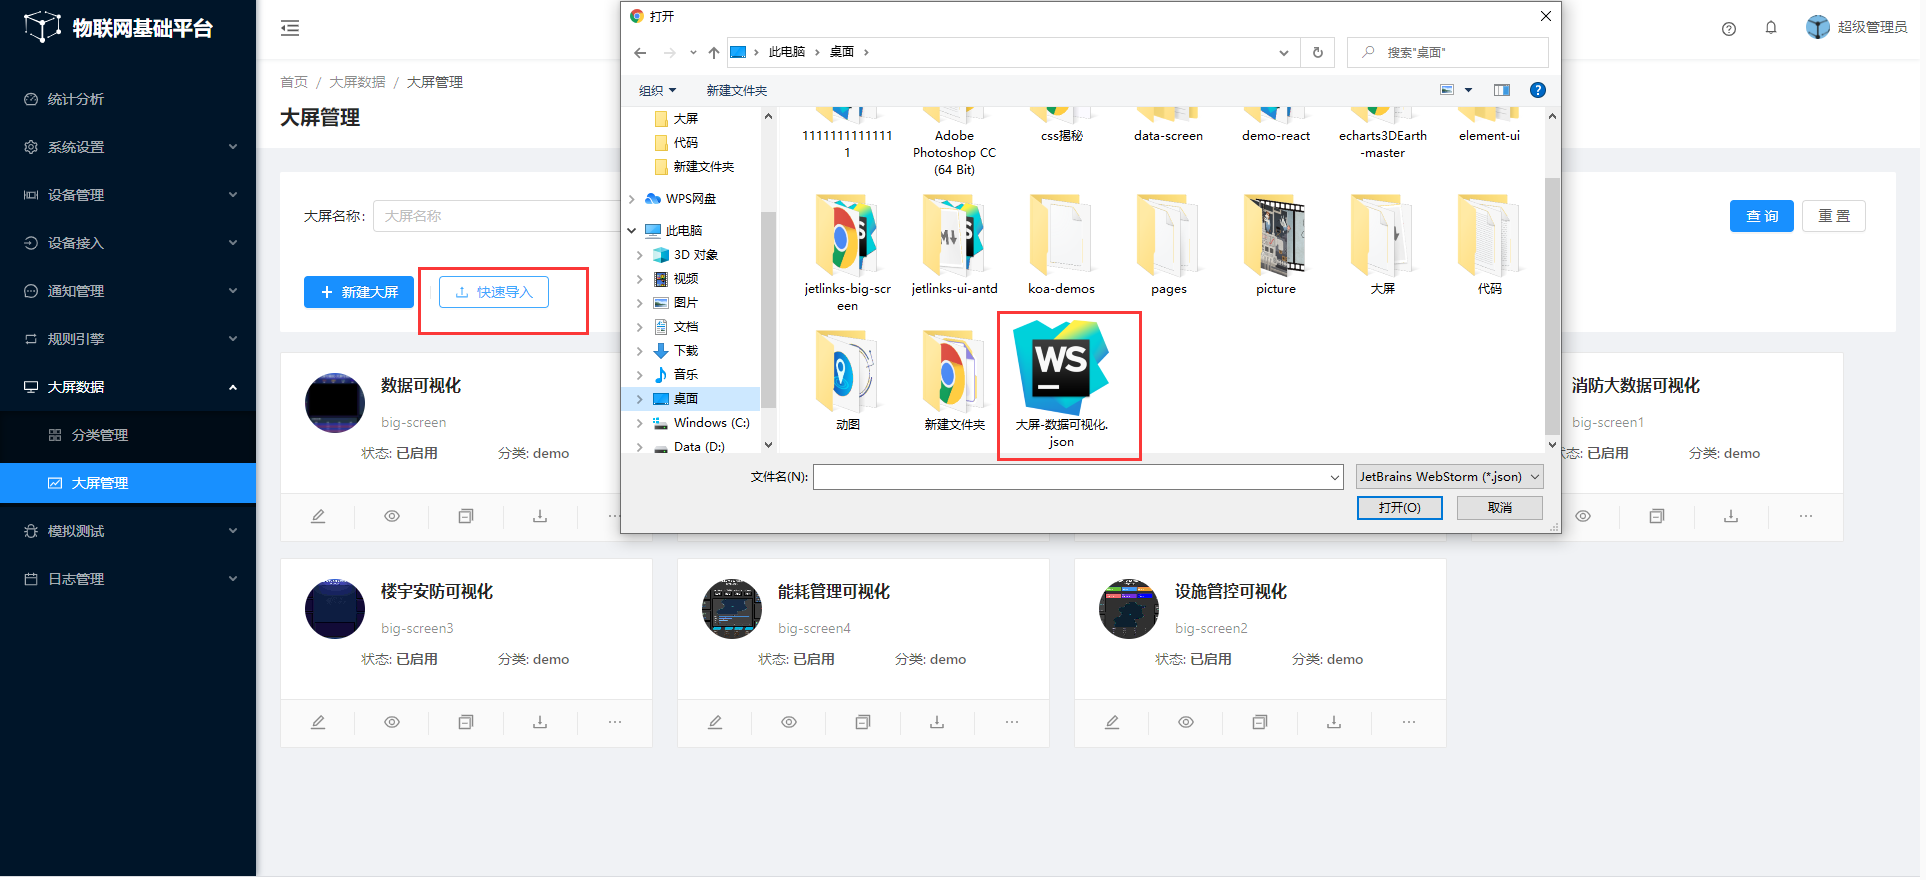 物联网基础平台
统计分析
系统设置
设备管理
设备接入
通知管理
规则引擎
大屏数据
分类管理
大屏管理
模拟测试
日志管理
超级管理员
首页 / 大屏数据 / 大屏管理
大屏管理
大屏名称:
大屏名称
查 询
重 置
新建大屏
快速导入
数据可视化
big-screen
状态: 已启用
分类: demo
消防大数据可视化
big-screen1
状态: 已启用
分类: demo
楼宇安防可视化
big-screen3
状态: 已启用
分类: demo
能耗管理可视化
big-screen4
状态: 已启用
分类: demo
设施管控可视化
big-screen2
状态: 已启用
分类: demo
打开
此电脑 › 桌面 ›
搜索"桌面"
组织
新建文件夹
大屏
代码
新建文件夹
WPS网盘
此电脑
3D 对象
视频
图片
文档
下载
音乐
桌面
Windows (C:)
Data (D:)
1111111111111
1
Adobe
Photoshop CC
(64 Bit)
css揭秘
data-screen
demo-react
echarts3DEarth
-master
element-ui
jetlinks-big-scr
een
jetlinks-ui-antd
koa-demos
pages
picture
大屏
代码
动图
新建文件夹
WS
大屏-数据可视化.
json
文件名(N):
JetBrains WebStorm (*.json)
打开(O)
取消